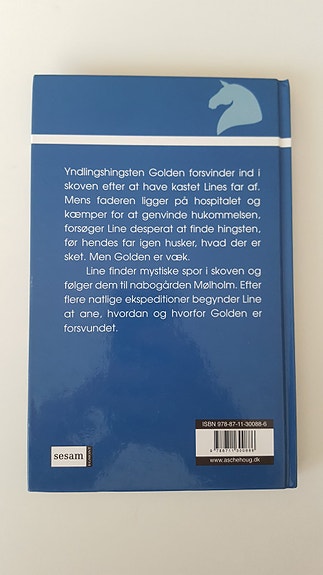 Yndlingshingsten Golden forsvinder ind i
skoven efter at have kastet Lines far af.
Mens faderen ligger på hospitalet og
kæmper for at genvinde hukommelsen,
forsøger Line desperat at finde hingsten,
før hendes far igen husker, hvad der er
sket. Men Golden er væk.
Line finder mystiske spor i skoven og
følger dem til nabogården Mølholm. Efter
flere natlige ekspeditioner begynder Line
at ane, hvordan og hvorfor Golden er
forsvundet.
ISBN 978-87-11-30088-6
9 788711 300886
www.aschehoug.dk
sesam